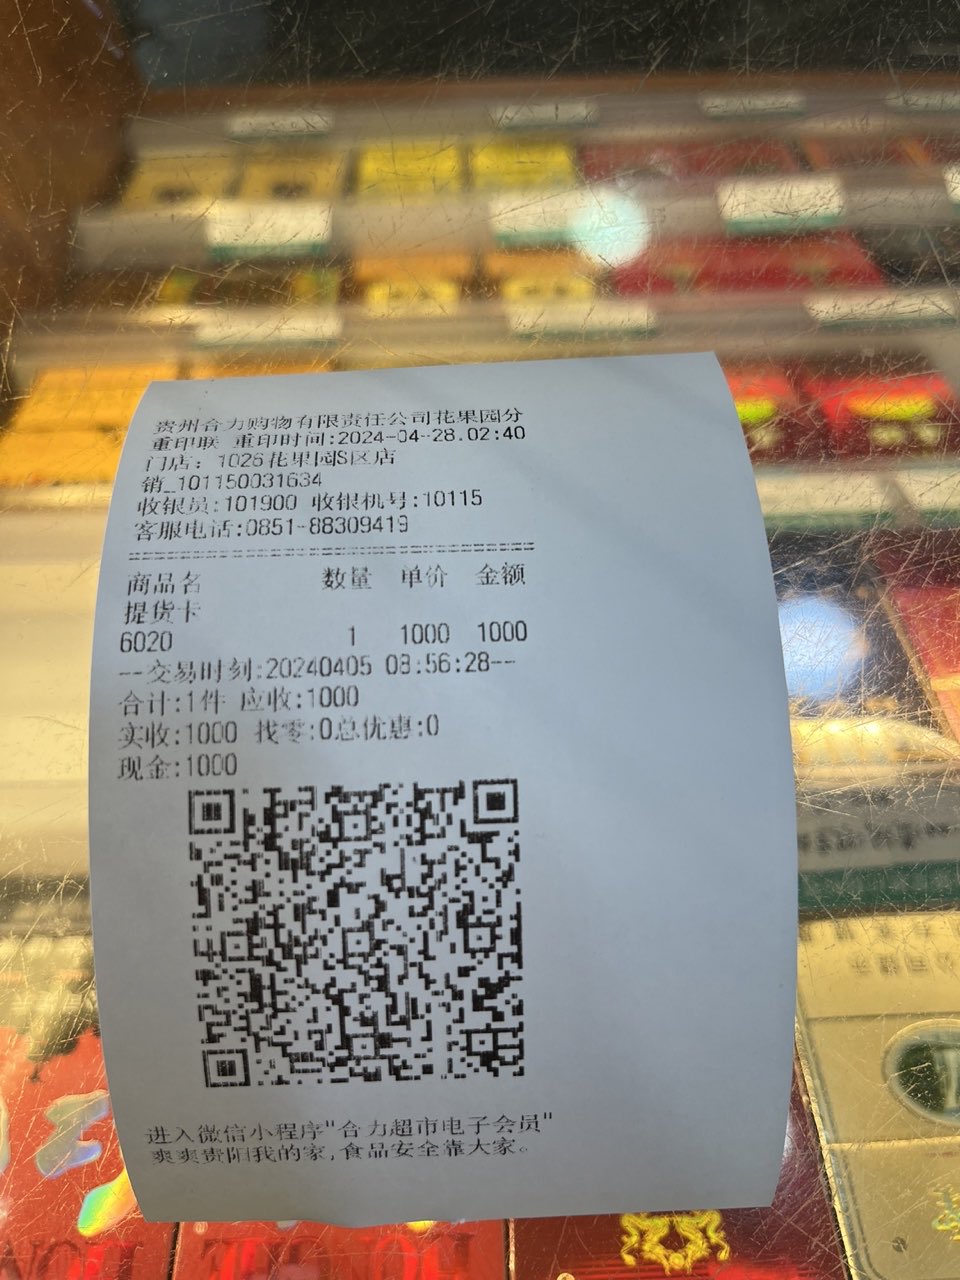 贵州合力购物有限责任公司花果园分
重印联 重印时间:2024-04-28.02:40
门店: 1026花果园S区店
销_101150031634
收银员:101900 收银机号:10115
客服电话:0851-88309419
商品名 数量 单价 金额
提货卡
6020 1 1000 1000
--交易时刻:20240405 08:56:28--
合计:1件 应收:1000
实收:1000 找零:0总优惠:0
现金:1000
进入微信小程序"合力超市电子会员"
爽爽贵阳我的家,食品安全靠大家。